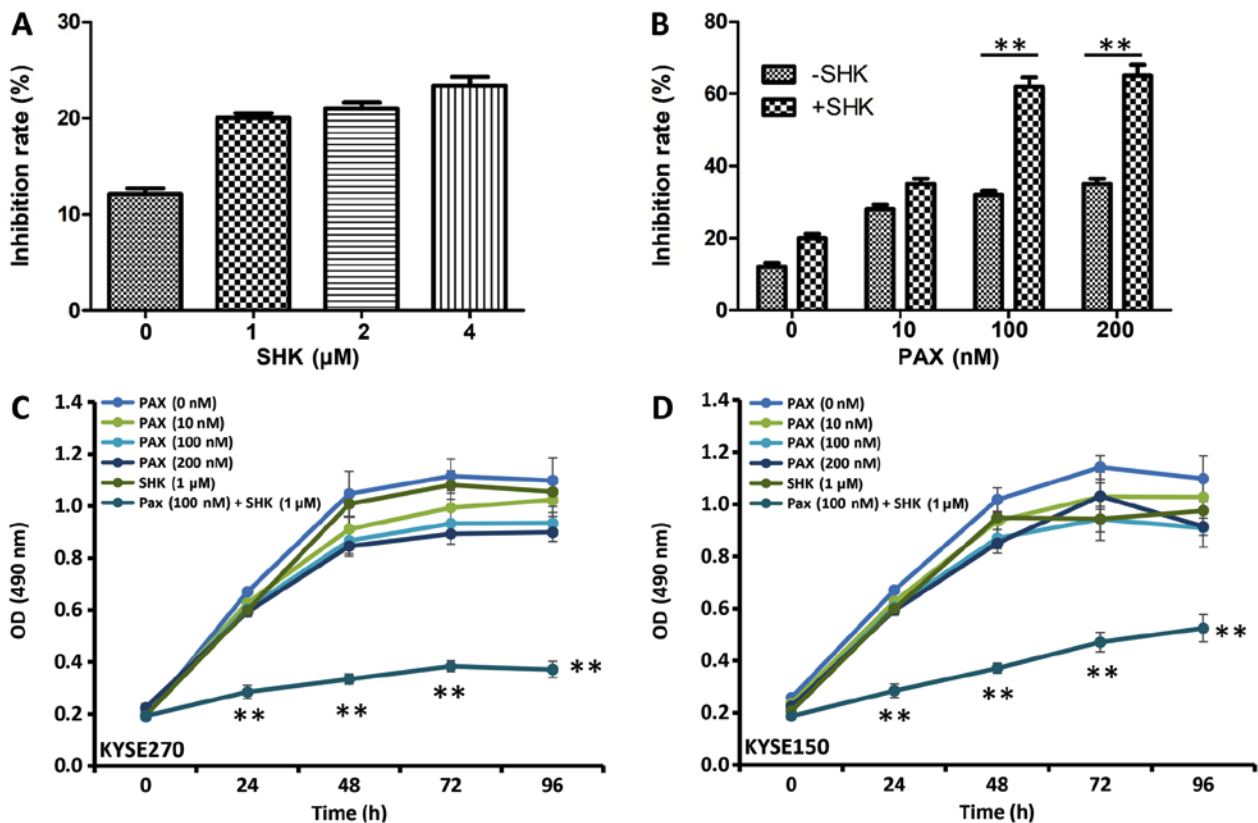 A
Inhibition rate (%)
30
20
10
0
0 1 2 4
SHK (µM)
B
Inhibition rate (%)
80
60
40
20
0
-SHK
+SHK
** **
0 10 100 200
PAX (nM)
C
OD (490 nm)
1.4
1.2
1.0
0.8
0.6
0.4
0.2
0.0
PAX (0 nM)
PAX (10 nM)
PAX (100 nM)
PAX (200 nM)
SHK (1 µM)
Pax (100 nM) + SHK (1 µM)
** ** ** **
KYSE270
0 24 48 72 96
Time (h)
D
OD (490 nm)
1.4
1.2
1.0
0.8
0.6
0.4
0.2
0.0
PAX (0 nM)
PAX (10 nM)
PAX (100 nM)
PAX (200 nM)
SHK (1 µM)
Pax (100 nM) + SHK (1 µM)
** ** ** **
KYSE150
0 24 48 72 96
Time (h)